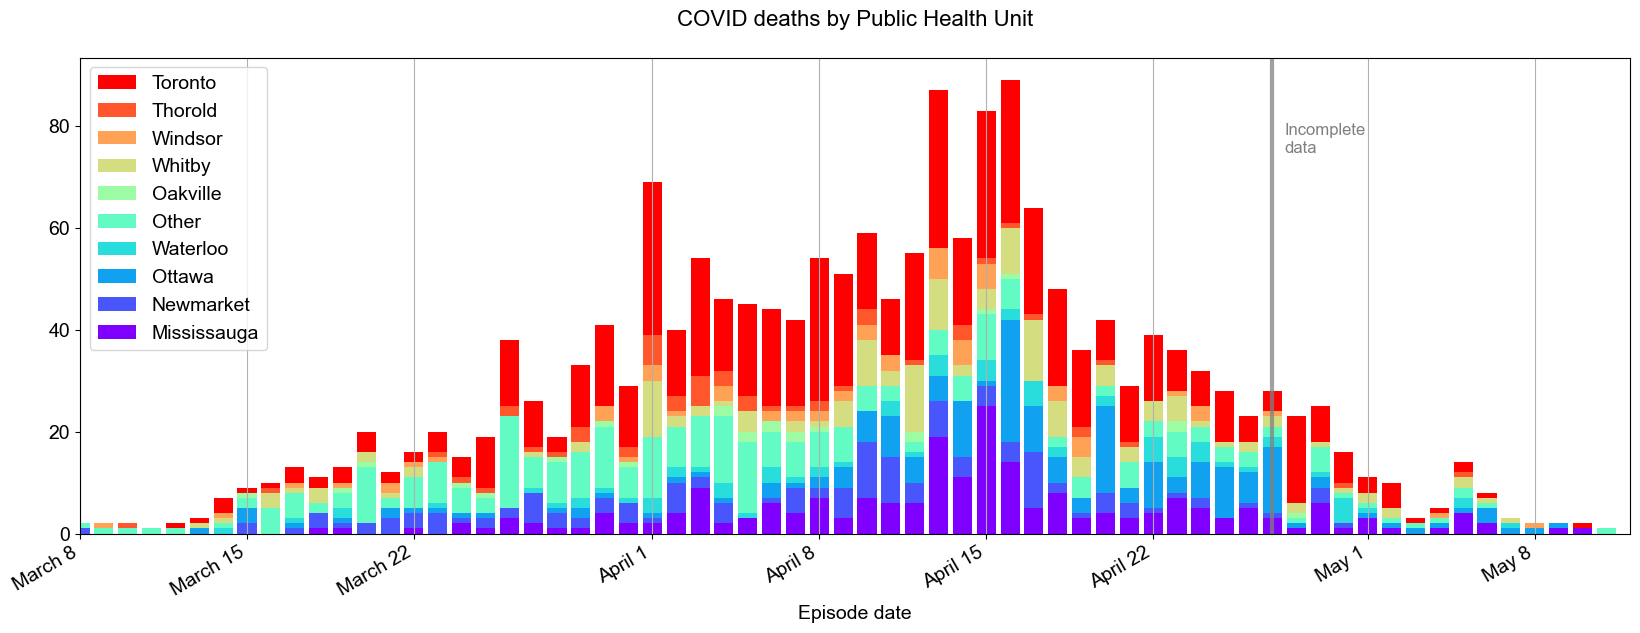 COVID deaths by Public Health Unit
80
60
40
20
0
Toronto
Thorold
Windsor
Whitby
Oakville
Other
Waterloo
Ottawa
Newmarket
Mississauga
Incomplete
data
March 8
March 15
March 22
April 1
April 8
April 15
April 22
May 1
May 8
Episode date